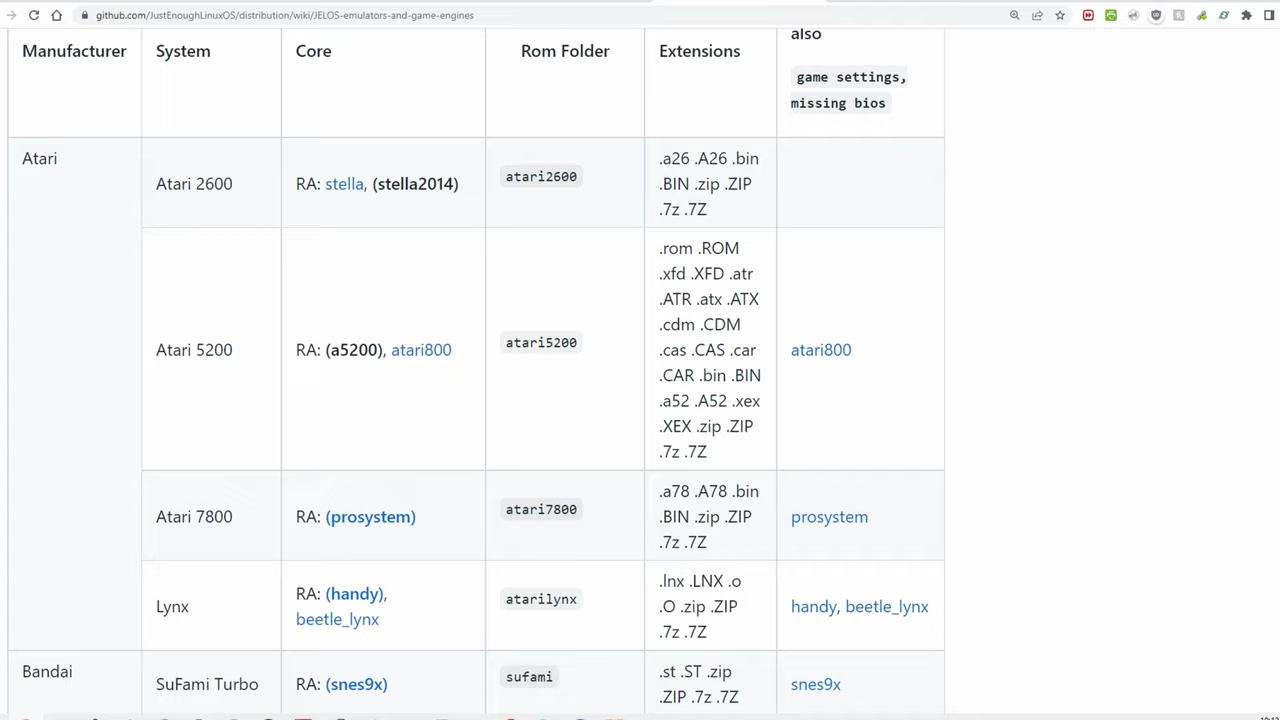 github.com/JustEnoughLinuxOS/distribution/wiki/JELOS-emulators-and-game-engines
also
Manufacturer System Core Rom Folder Extensions
game settings,
missing bios
Atari
Atari 2600
RA: stella, (stella2014)
atari2600
.a26 .A26 .bin
.BIN .zip .ZIP
.7z .7Z
Atari 5200
RA: (a5200), atari800
atari5200
.rom .ROM
.xfd .XFD .atr
.ATR .atx .ATX
.cdm .CDM
.cas .CAS .car
.CAR .bin .BIN
.a52 .A52 .xex
.XEX .zip .ZIP
.7z .7Z
atari800
Atari 7800
RA: (prosystem)
atari7800
.a78 .A78 .bin
.BIN .zip .ZIP
.7z .7Z
prosystem
Lynx
RA: (handy),
beetle_lynx
atarilynx
.lnx .LNX .o
.O .zip .ZIP
.7z .7Z
handy, beetle_lynx
Bandai
SuFami Turbo
RA: (snes9x)
sufami
.st .ST .zip
.ZIP .7z .7Z
snes9x